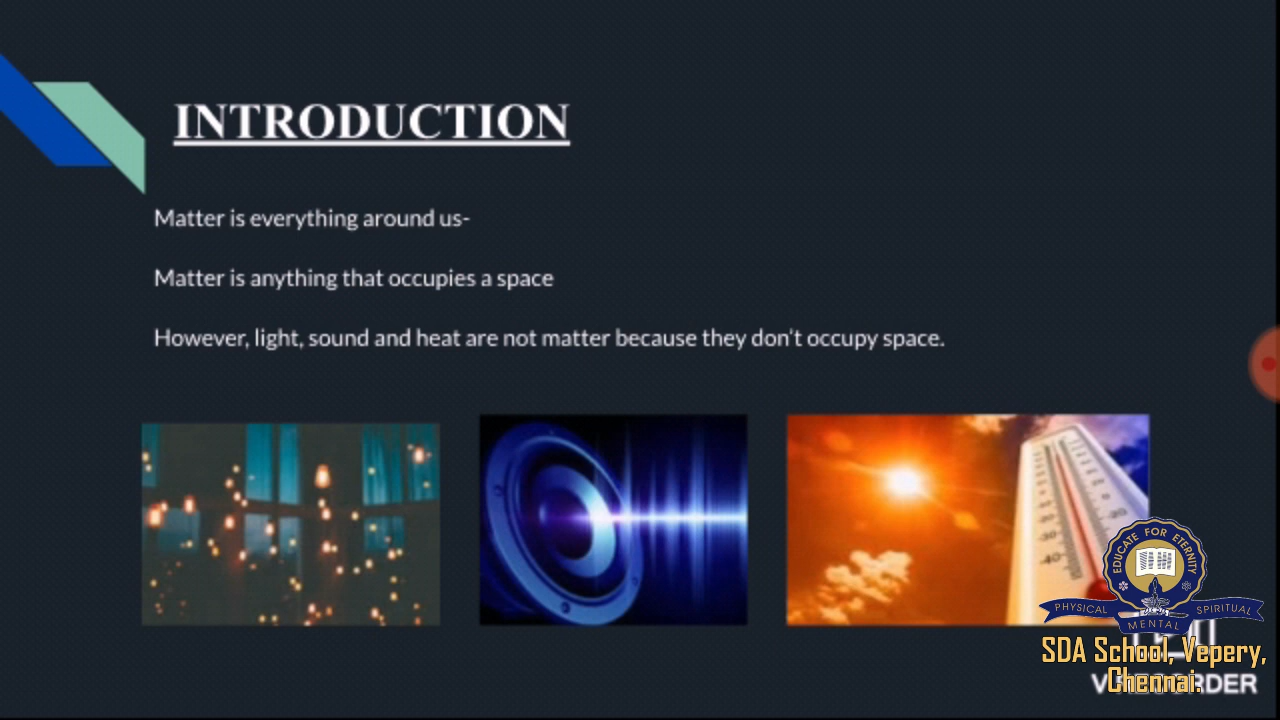 INTRODUCTION
Matter is everything around us-
Matter is anything that occupies a space
However, light, sound and heat are not matter because they don't occupy space.
EDUCATE FOR ETERNITY
PHYSICAL MENTAL SPIRITUAL
SDA School, Vepery,
Chennai.